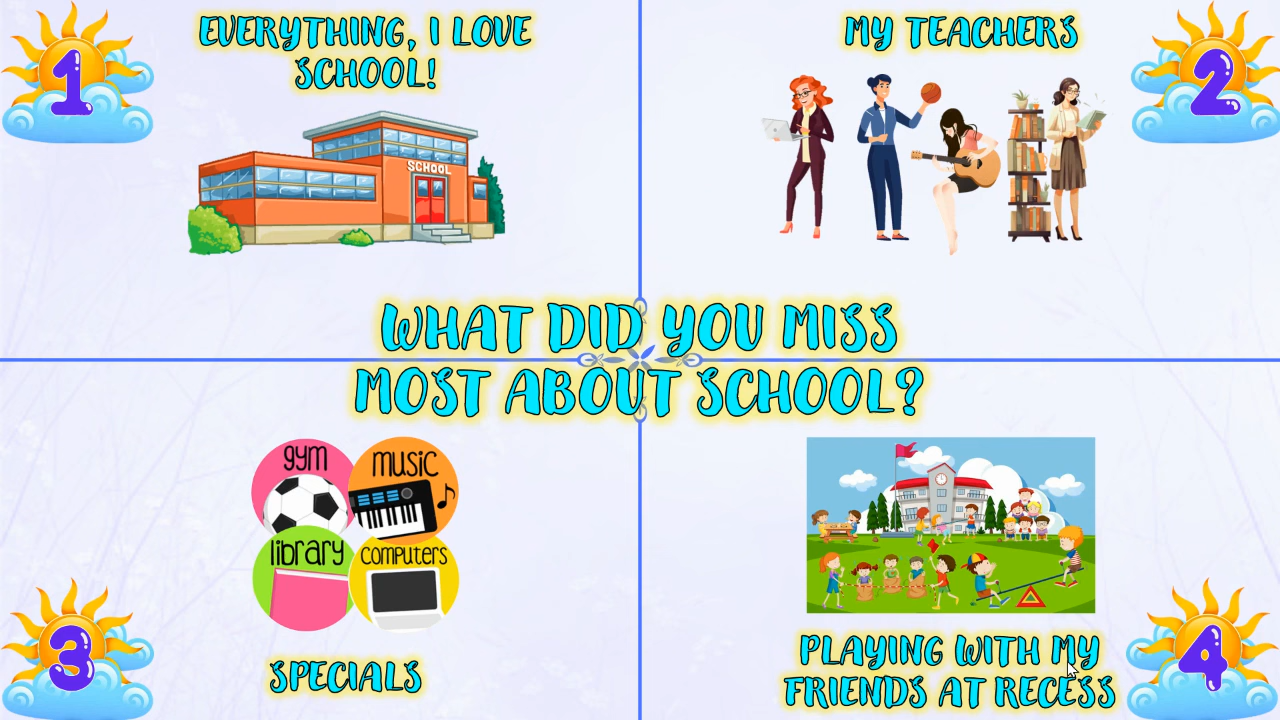 1
EVERYTHING, I LOVE
SCHOOL!
SCHOOL
MY TEACHERS
2
WHAT DID YOU MISS
MOST ABOUT SCHOOL?
gym
music
library
computers
3
SPECIALS
PLAYING WITH MY
FRIENDS AT RECESS
4